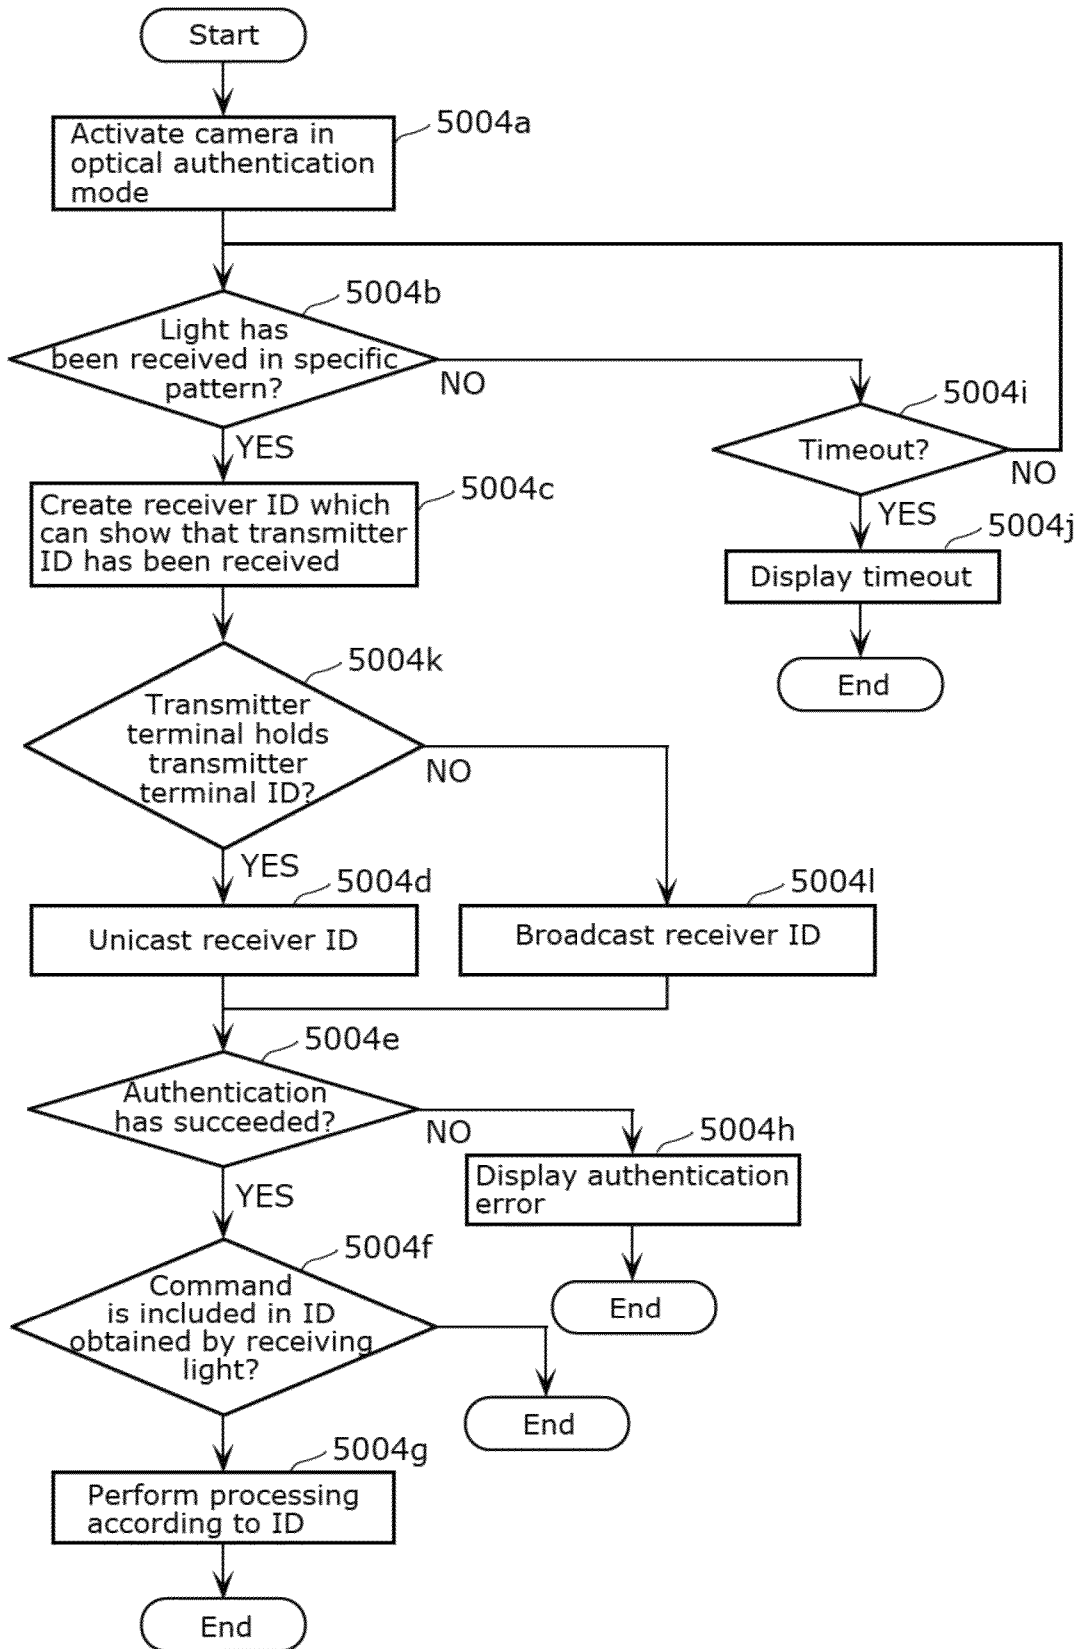 Start
5004a
Activate camera in
optical authentication
mode
5004b
Light has
been received in specific
pattern?
NO
YES
5004i
Timeout?
NO
YES
5004j
Display timeout
End
5004c
Create receiver ID which
can show that transmitter
ID has been received
5004k
Transmitter
terminal holds
transmitter
terminal ID?
NO
YES
5004d
Unicast receiver ID
5004l
Broadcast receiver ID
5004e
Authentication
has succeeded?
NO
YES
5004h
Display authentication
error
End
5004f
Command
is included in ID
obtained by receiving
light?
End
5004g
Perform processing
according to ID
End